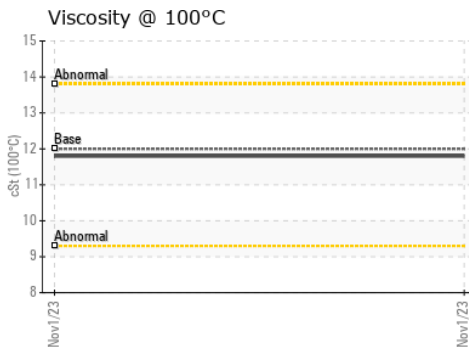 Viscosity @ 100°C
15
14
13
12
11
10
9
8
cSt (100°C)
Abnormal
Base
Abnormal
Nov1/23
Nov1/23